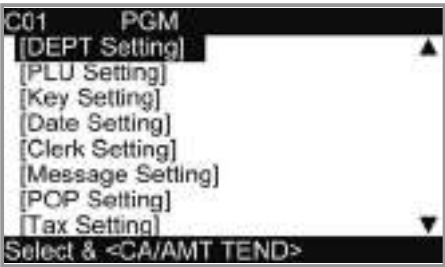 C01 PGM
[DEPT Setting]
[PLU Setting]
[Key Setting]
[Date Setting]
[Clerk Setting]
[Message Setting]
[POP Setting]
[Tax Setting]
Select & <CA/AMT TEND>